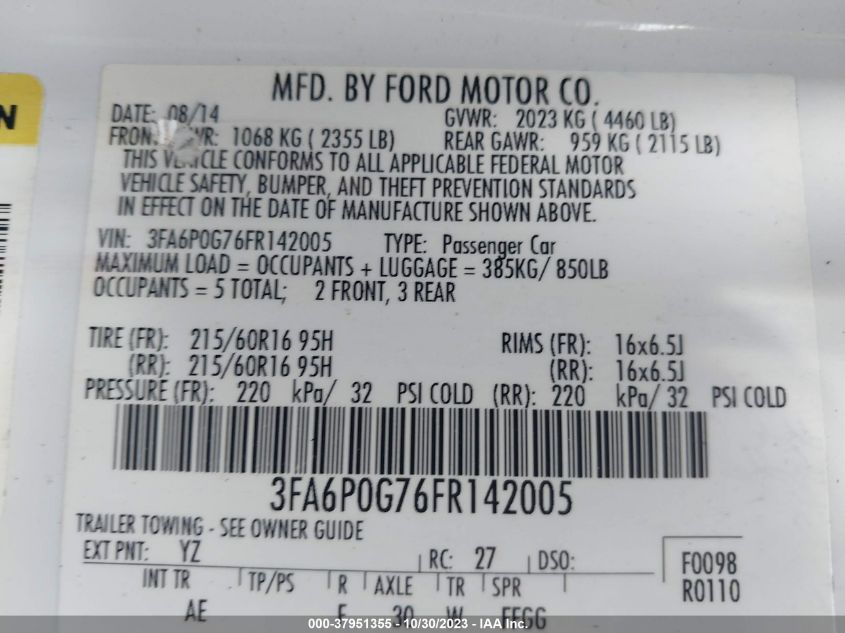 MFD. BY FORD MOTOR CO.
DATE: 08/14 GVWR: 2023 KG ( 4460 LB)
1068 KG ( 2355 LB) REAR GAWR: 959 KG ( 2115 LB)
THIS VEHICLE CONFORMS TO ALL APPLICABLE FEDERAL MOTOR
VEHICLE SAFETY, BUMPER, AND THEFT PREVENTION STANDARDS
IN EFFECT ON THE DATE OF MANUFACTURE SHOWN ABOVE.
VIN: 3FA6P0G76FR142005 TYPE: Passenger Car
MAXIMUM LOAD = OCCUPANTS + LUGGAGE = 385KG/ 850LB
OCCUPANTS = 5 TOTAL; 2 FRONT, 3 REAR
TIRE (FR): 215/60R16 95H RIMS (FR): 16x6.5J
(RR): 215/60R16 95H (RR): 16x6.5J
PRESSURE (FR): 220 kPa/ 32 PSI COLD (RR): 220 kPa/ 32 PSI COLD
3FA6P0G76FR142005
TRAILER TOWING - SEE OWNER GUIDE
EXT PNT: YZ RC: 27 DSO: F0098
INT TR TP/PS R AXLE TR SPR R0110
AE 30 W
000-37951355 - 10/30/2023 - IAA Inc.